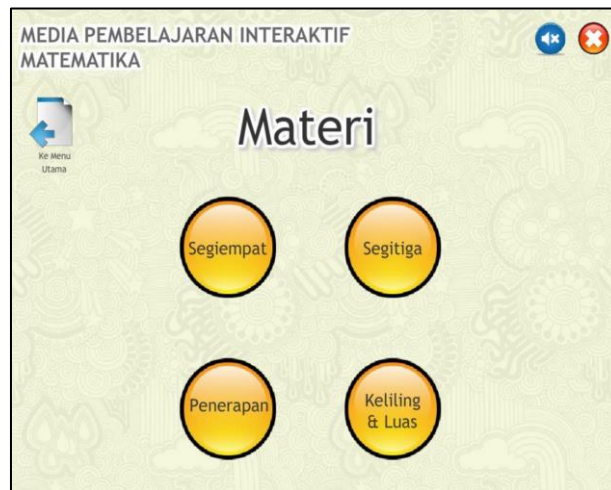 MEDIA PEMBELAJARAN INTERAKTIF
MATEMATIKA
Ke Menu
Utama
Materi
Segiempat
Segitiga
Penerapan
Keliling
& Luas